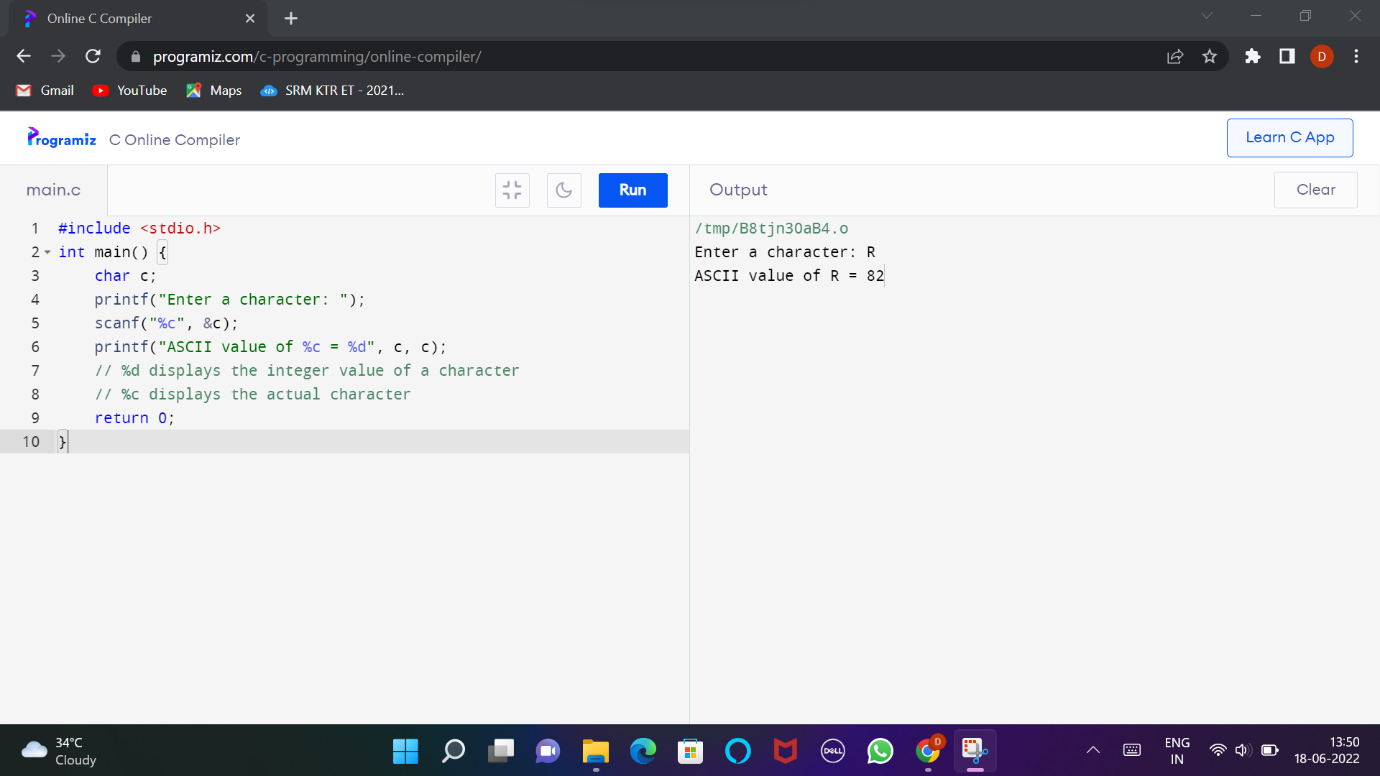 Online C Compiler
programiz.com/c-programming/online-compiler/
D
Gmail YouTube Maps SRM KTR ET - 2021...
Programiz C Online Compiler Learn C App
main.c Run Output Clear
1 #include <stdio.h>
2 int main() {
3 char c;
4 printf("Enter a character: ");
5 scanf("%c", &c);
6 printf("ASCII value of %c = %d", c, c);
7 // %d displays the integer value of a character
8 // %c displays the actual character
9 return 0;
10 }
/tmp/B8tjn30aB4.o
Enter a character: R
ASCII value of R = 82
34°C
Cloudy
DELL
D
ENG
IN
13:50
18-06-2022